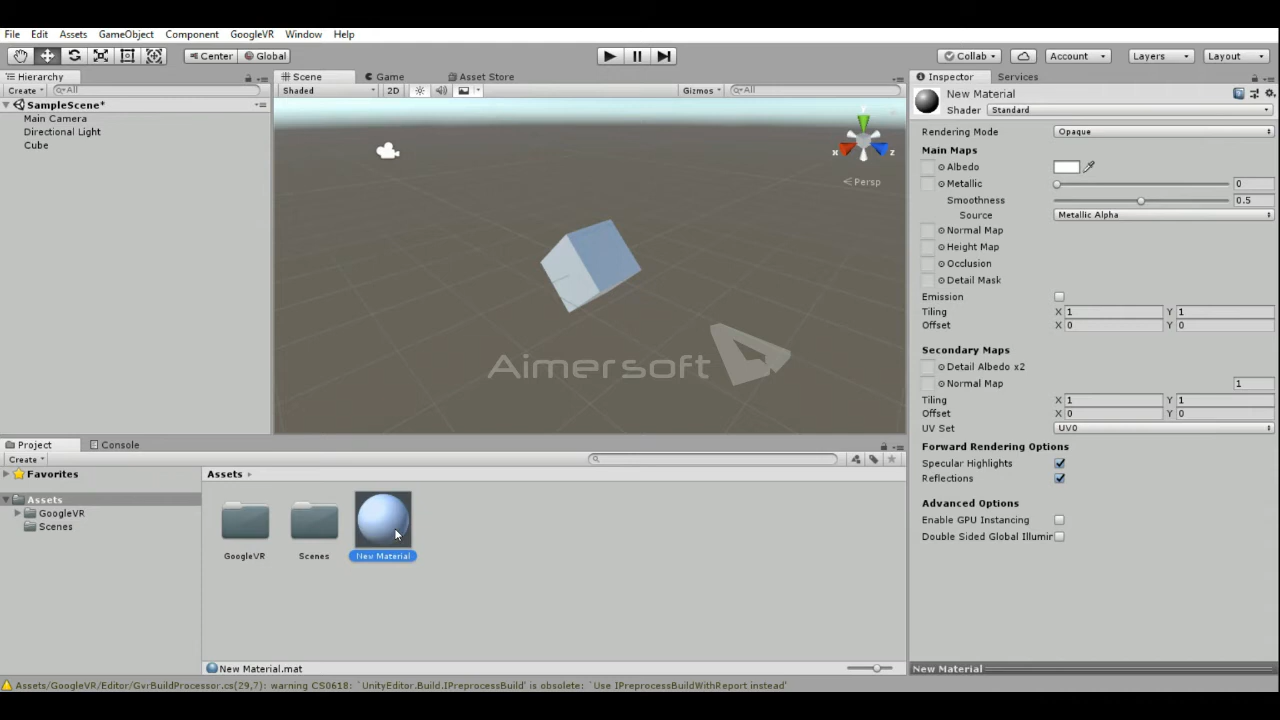 File Edit Assets GameObject Component GoogleVR Window Help
Center Global Collab Account Layers Layout
Hierarchy Scene Game Asset Store Inspector Services
Create All Shaded 2D Gizmos All New Material
SampleScene* Shader Standard
Main Camera
Directional Light Rendering Mode Opaque
Cube Main Maps
y
x z
Persp
Albedo
Metallic 0
Smoothness 0.5
Source Metallic Alpha
Normal Map
Height Map
Occlusion
Detail Mask
Emission
Tiling X 1 Y 1
Offset X 0 Y 0
Aimersoft
Secondary Maps
Detail Albedo x2
Normal Map 1
Tiling X 1 Y 1
Offset X 0 Y 0
UV Set UV0
Forward Rendering Options
Specular Highlights
Reflections
Advanced Options
Enable GPU Instancing
Double Sided Global Illumir
Project Console
Create
Favorites Assets
Assets
GoogleVR
Scenes
GoogleVR Scenes New Material
New Material.mat New Material
Assets/GoogleVR/Editor/GvrBuildProcessor.cs(29,7): warning CS0618: `UnityEditor.Build.IPreprocessBuild' is obsolete: `Use IPreprocessBuildWithReport instead'